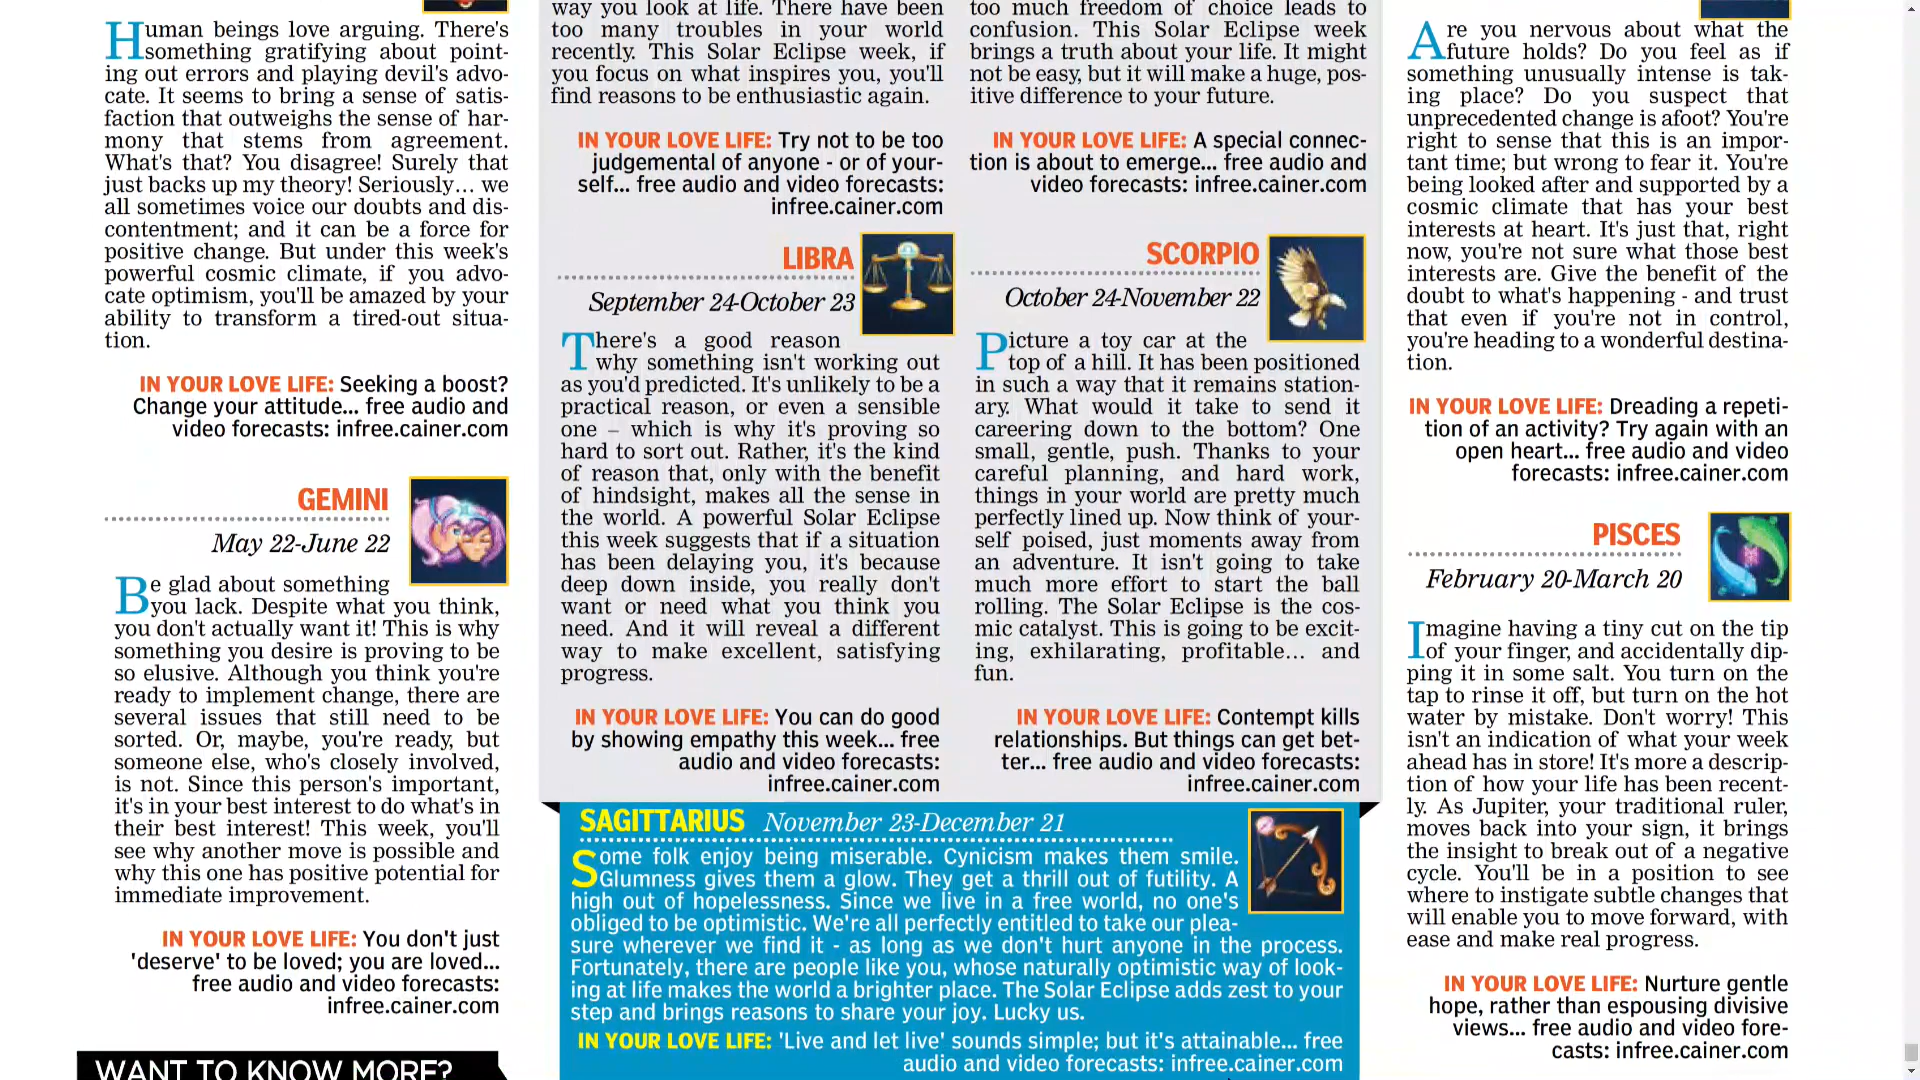 Human beings love arguing. There's
something gratifying about point-
ing out errors and playing devil's advo-
cate. It seems to bring a sense of satis-
faction that outweighs the sense of har-
mony that stems from agreement.
What's that? You disagree! Surely that
just backs up my theory! Seriously... we
all sometimes voice our doubts and dis-
contentment; and it can be a force for
positive change. But under this week's
powerful cosmic climate, if you advo-
cate optimism, you'll be amazed by your
ability to transform a tired-out situa-
tion.
IN YOUR LOVE LIFE: Seeking a boost?
Change your attitude... free audio and
video forecasts: infree.cainer.com
GEMINI
May 22-June 22
Be glad about something
you lack. Despite what you think,
you don't actually want it! This is why
something you desire is proving to be
so elusive. Although you think you're
ready to implement change, there are
several issues that still need to be
sorted. Or, maybe, you're ready, but
someone else, who's closely involved,
is not. Since this person's important,
it's in your best interest to do what's in
their best interest! This week, you'll
see why another move is possible and
why this one has positive potential for
immediate improvement.
IN YOUR LOVE LIFE: You don't just
'deserve' to be loved; you are loved...
free audio and video forecasts:
infree.cainer.com
WANT TO KNOW MORE?
way you look at life. There have been
too many troubles in your world
recently. This Solar Eclipse week, if
you focus on what inspires you, you'll
find reasons to be enthusiastic again.
IN YOUR LOVE LIFE: Try not to be too
judgemental of anyone - or of your-
self... free audio and video forecasts:
infree.cainer.com
LIBRA
September 24-October 23
There's a good reason
why something isn't working out
as you'd predicted. It's unlikely to be a
practical reason, or even a sensible
one – which is why it's proving so
hard to sort out. Rather, it's the kind
of reason that, only with the benefit
of hindsight, makes all the sense in
the world. A powerful Solar Eclipse
this week suggests that if a situation
has been delaying you, it's because
deep down inside, you really don't
want or need what you think you
need. And it will reveal a different
way to make excellent, satisfying
progress.
IN YOUR LOVE LIFE: You can do good
by showing empathy this week... free
audio and video forecasts:
infree.cainer.com
too much freedom of choice leads to
confusion. This Solar Eclipse week
brings a truth about your life. It might
not be easy, but it will make a huge, pos-
itive difference to your future.
IN YOUR LOVE LIFE: A special connec-
tion is about to emerge... free audio and
video forecasts: infree.cainer.com
SCORPIO
October 24-November 22
Picture a toy car at the
top of a hill. It has been positioned
in such a way that it remains station-
ary. What would it take to send it
careering down to the bottom? One
small, gentle, push. Thanks to your
careful planning, and hard work,
things in your world are pretty much
perfectly lined up. Now think of your-
self poised, just moments away from
an adventure. It isn't going to take
much more effort to start the ball
rolling. The Solar Eclipse is the cos-
mic catalyst. This is going to be excit-
ing, exhilarating, profitable... and
fun.
IN YOUR LOVE LIFE: Contempt kills
relationships. But things can get bet-
ter... free audio and video forecasts:
infree.cainer.com
SAGITTARIUS November 23-December 21
Some folk enjoy being miserable. Cynicism makes them smile.
Glumness gives them a glow. They get a thrill out of futility. A
high out of hopelessness. Since we live in a free world, no one's
obliged to be optimistic. We're all perfectly entitled to take our plea-
sure wherever we find it - as long as we don't hurt anyone in the process.
Fortunately, there are people like you, whose naturally optimistic way of look-
ing at life makes the world a brighter place. The Solar Eclipse adds zest to your
step and brings reasons to share your joy. Lucky us.
IN YOUR LOVE LIFE: 'Live and let live' sounds simple; but it's attainable... free
audio and video forecasts: infree.cainer.com
Are you nervous about what the
future holds? Do you feel as if
something unusually intense is tak-
ing place? Do you suspect that
unprecedented change is afoot? You're
right to sense that this is an impor-
tant time; but wrong to fear it. You're
being looked after and supported by a
cosmic climate that has your best
interests at heart. It's just that, right
now, you're not sure what those best
interests are. Give the benefit of the
doubt to what's happening - and trust
that even if you're not in control,
you're heading to a wonderful destina-
tion.
IN YOUR LOVE LIFE: Dreading a repeti-
tion of an activity? Try again with an
open heart... free audio and video
forecasts: infree.cainer.com
PISCES
February 20-March 20
Imagine having a tiny cut on the tip
of your finger, and accidentally dip-
ping it in some salt. You turn on the
tap to rinse it off, but turn on the hot
water by mistake. Don't worry! This
isn't an indication of what your week
ahead has in store! It's more a descrip-
tion of how your life has been recent-
ly. As Jupiter, your traditional ruler,
moves back into your sign, it brings
the insight to break out of a negative
cycle. You'll be in a position to see
where to instigate subtle changes that
will enable you to move forward, with
ease and make real progress.
IN YOUR LOVE LIFE: Nurture gentle
hope, rather than espousing divisive
views... free audio and video fore-
casts: infree.cainer.com